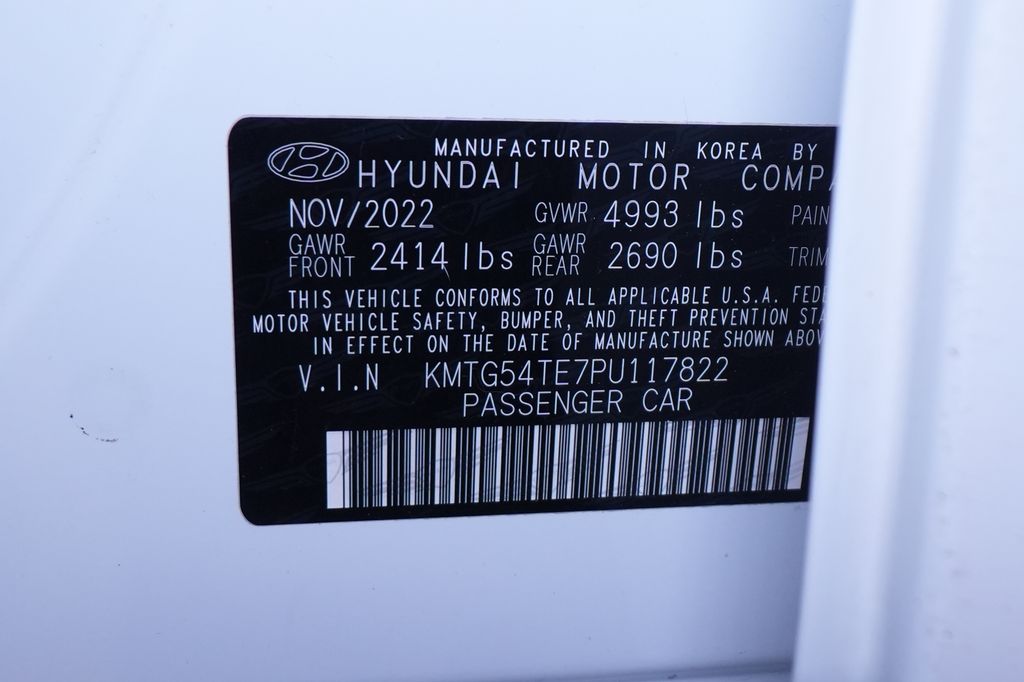 MANUFACTURED IN KOREA BY
HYUNDAI MOTOR COMPA
NOV/2022 GVWR 4993 lbs PAIN
GAWR FRONT 2414 lbs GAWR REAR 2690 lbs TRIM
THIS VEHICLE CONFORMS TO ALL APPLICABLE U.S.A. FEDE
MOTOR VEHICLE SAFETY, BUMPER, AND THEFT PREVENTION STA
IN EFFECT ON THE DATE OF MANUFACTURE SHOWN ABOV
V.I.N KMTG54TE7PU117822
PASSENGER CAR